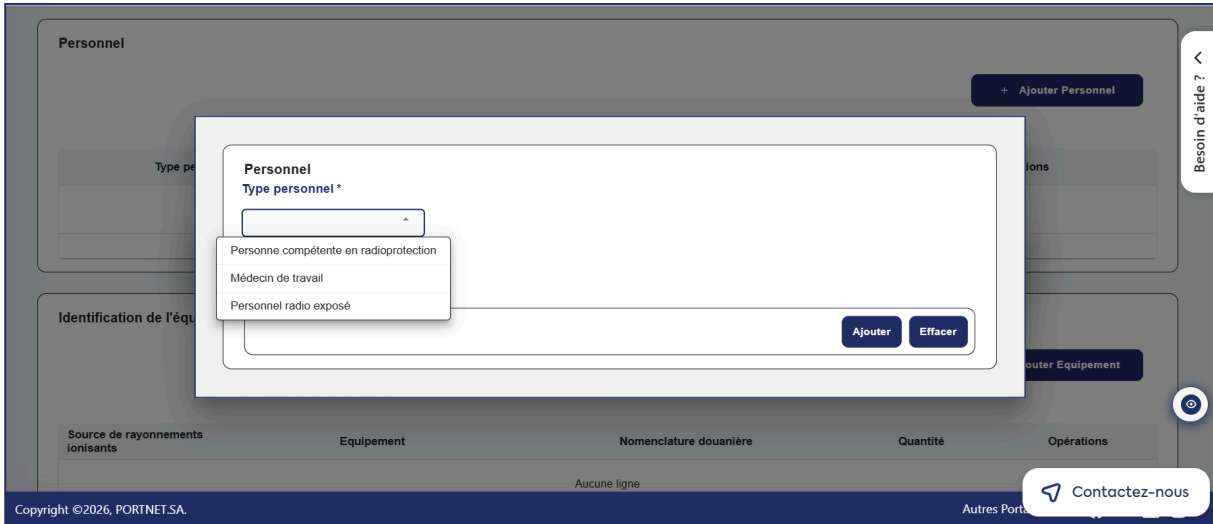 Personnel
+ Ajouter Personnel
Type pe
ions
Personnel
Type personnel *
Personne compétente en radioprotection
Médecin de travail
Personnel radio exposé
Ajouter
Effacer
Identification de l'équ
outer Equipement
Source de rayonnements
ionisants
Equipement
Nomenclature douanière
Quantité
Opérations
Aucune ligne
Besoin d'aide ?
Contactez-nous
Copyright ©2026, PORTNET.SA.
Autres Porta